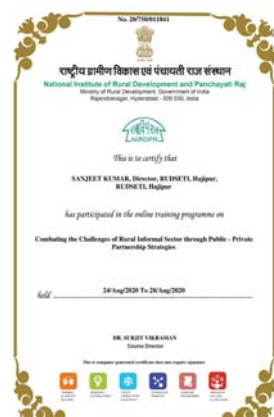 No. 20/730/011841
राष्ट्रीय ग्रामीण विकास एवं पंचायती राज संस्थान
National Institute of Rural Development and Panchayati Raj
Ministry of Rural Development, Government of India
Rajendranagar, Hyderabad - 500 030, India
NIRDPR
This is to certify that
SANJEET KUMAR, Director, RUDSETI, Hajipur,
RUDSETI, Hajipur
has participated in the online training programme on
Combating the Challenges of Rural Informal Sector through Public - Private
Partnership Strategies
held 24/Aug/2020 To 28/Aug/2020
DR. SURJIT VIKRAMAN
Course Director
This is computer generated certificate does not require signature